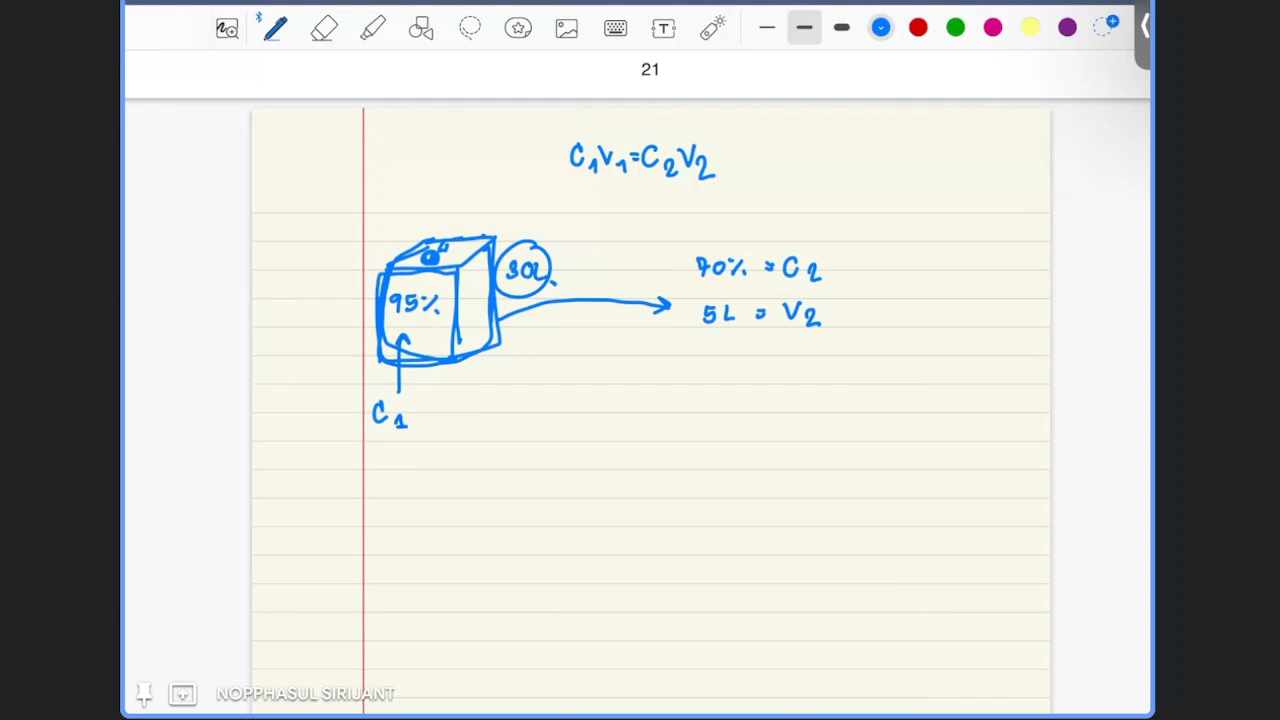 21
C₁V₁=C₂V₂
30L
70% = C₂
95%
5L = V₂
C₁
NOPPHASUL SIRIJANT